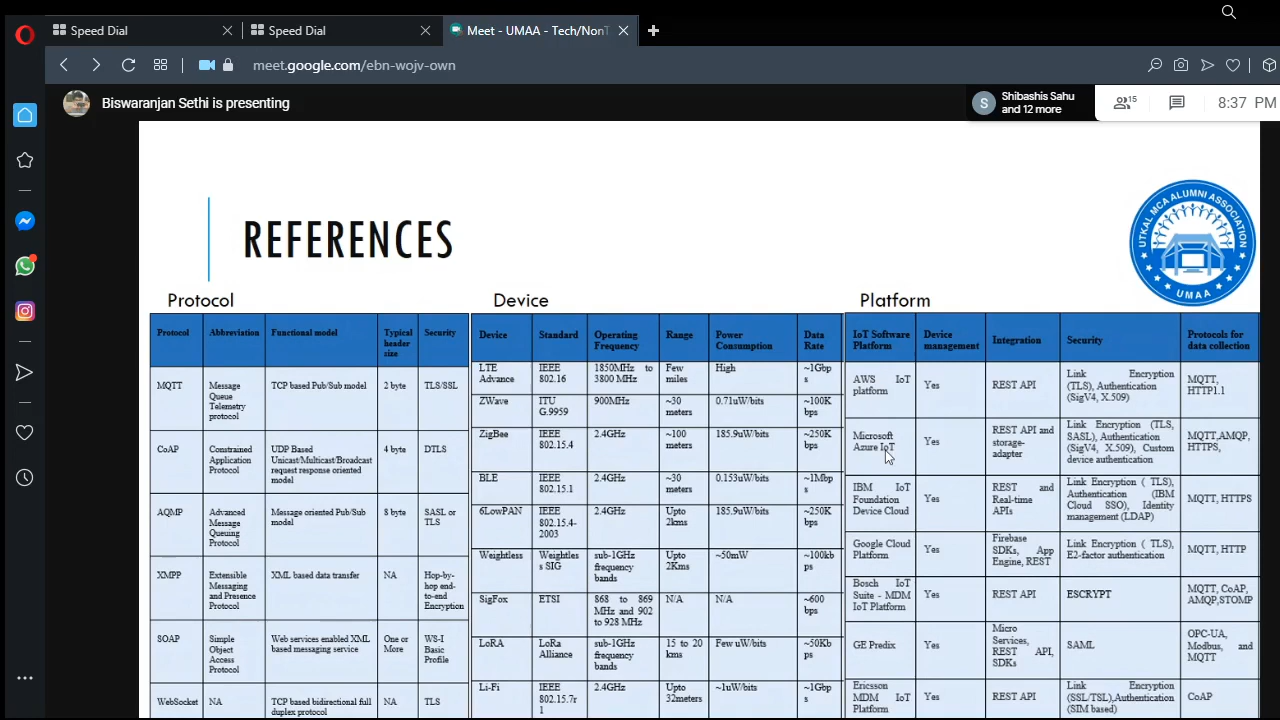 Speed Dial
Speed Dial
Meet - UMAA - Tech/NonT
meet.google.com/ebn-wojv-own
Biswaranjan Sethi is presenting
S
Shibashis Sahu
and 12 more
15
8:37 PM
REFERENCES
UTKAL MCA ALUMNI ASSOCIATION
UMAA
Protocol
Protocol Abbreviation Functional model Typical header size Security
MQTT Message Queue Telemetry protocol TCP based Pub/Sub model 2 byte TLS/SSL
CoAP Constrained Application Protocol UDP Based Unicast/Multicast/Broadcast request response oriented model 4 byte DTLS
AQMP Advanced Message Queuing Protocol Message oriented Pub/Sub model 8 byte SASL or TLS
XMPP Extensible Messaging and Presence Protocol XML based data transfer NA Hop-by-hop end-to-end Encryption
SOAP Simple Object Access Protocol Web services enabled XML based messaging service One or More WS-I Basic Profile
WebSocket NA TCP based bidirectional full duplex protocol NA TLS
Device
Device Standard Operating Frequency Range Power Consumption Data Rate
LTE Advance IEEE 802.16 1850MHz to 3800 MHz Few miles High ~1Gbps
ZWave ITU G.9959 900MHz ~30 meters 0.71uW/bits ~100Kbps
ZigBee IEEE 802.15.4 2.4GHz ~100 meters 185.9uW/bits ~250Kbps
BLE IEEE 802.15.1 2.4GHz ~30 meters 0.153uW/bits ~1Mbps
6LowPAN IEEE 802.15.4-2003 2.4GHz Upto 2kms 185.9uW/bits ~250Kbps
Weightless Weightless SIG sub-1GHz frequency bands Upto 2Kms ~50mW ~100kbps
SigFox ETSI 868 to 869 MHz and 902 to 928 MHz N/A N/A ~600 bps
LoRA LoRa Alliance sub-1GHz frequency bands 15 to 20 kms Few uW/bits ~50Kbps
Li-Fi IEEE 802.15.7r1 2.4GHz Upto 32meters ~1uW/bits ~1Gbps
Platform
IoT Software Platform Device management Integration Security Protocols for data collection
AWS IoT platform Yes REST API Link Encryption (TLS), Authentication (SigV4, X.509) MQTT, HTTP1.1
Microsoft Azure IoT Yes REST API and storage-adapter Link Encryption (TLS, SASL), Authentication (SigV4, X.509), Custom device authentication MQTT,AMQP, HTTPS,
IBM IoT Foundation Device Cloud Yes REST and Real-time APIs Link Encryption ( TLS), Authentication (IBM Cloud SSO), Identity management (LDAP) MQTT, HTTPS
Google Cloud Platform Yes Firebase SDKs, App Engine, REST Link Encryption ( TLS), E2-factor authentication MQTT, HTTP
Bosch IoT Suite - MDM IoT Platform Yes REST API ESCRYPT MQTT, CoAP, AMQP,STOMP
GE Predix Yes Micro Services, REST API, SDKs SAML OPC-UA, Modbus, and MQTT
Ericsson MDM IoT Platform Yes REST API Link Encryption (SSL/TSL),Authentication (SIM based) CoAP